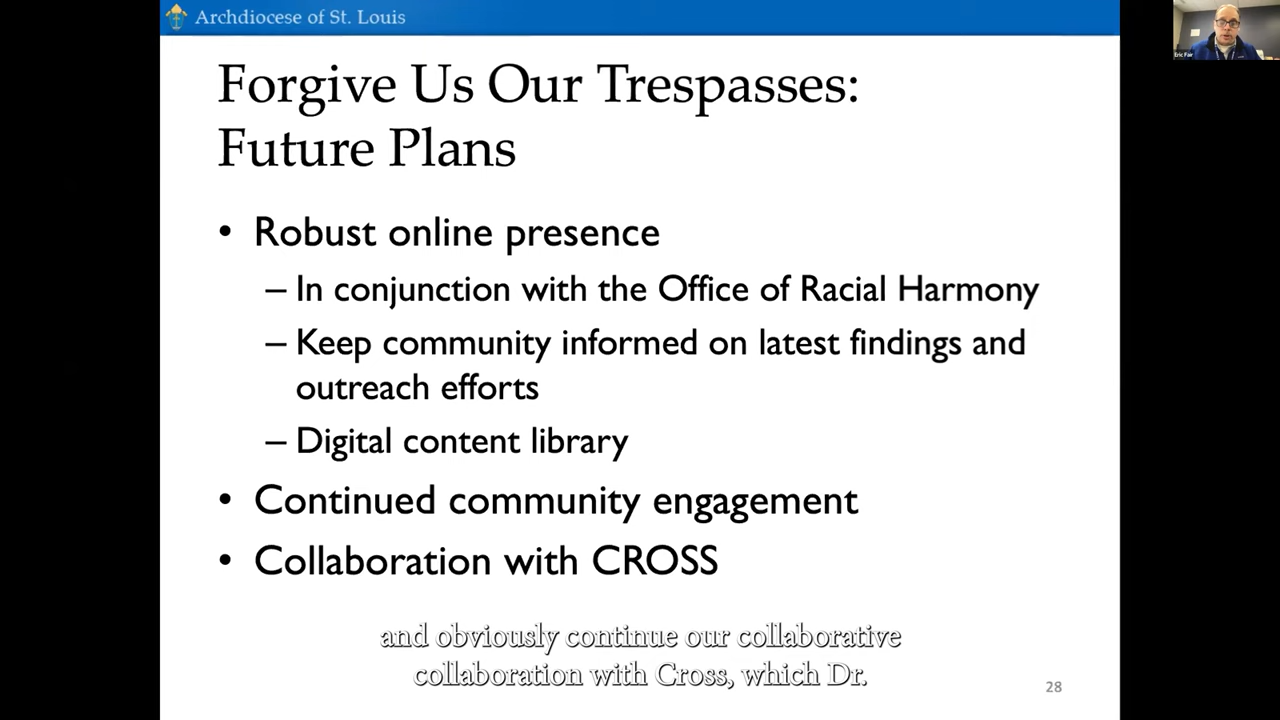 Archdiocese of St. Louis
Eric Fair
Forgive Us Our Trespasses:
Future Plans
• Robust online presence
– In conjunction with the Office of Racial Harmony
– Keep community informed on latest findings and
outreach efforts
– Digital content library
• Continued community engagement
• Collaboration with CROSS
and obviously continue our collaborative
collaboration with Cross, which Dr.
28